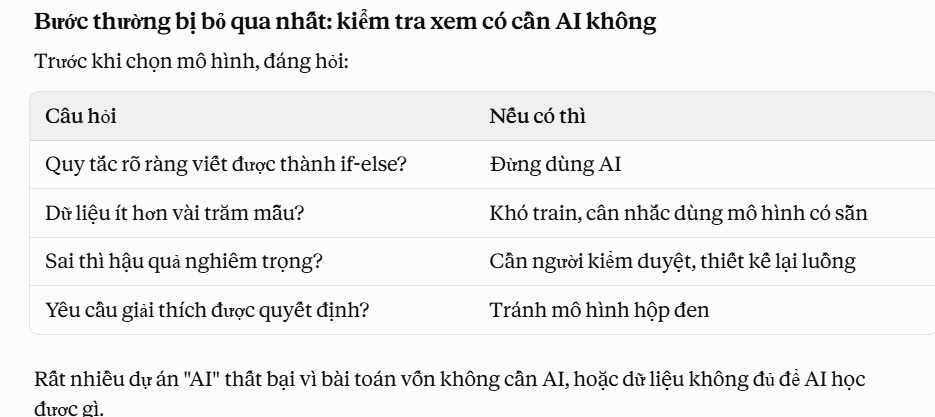 Bước thường bị bỏ qua nhất: kiểm tra xem có cần AI không
Trước khi chọn mô hình, đáng hỏi:
Câu hỏi Nếu có thì
Quy tắc rõ ràng viết được thành if-else? Đừng dùng AI
Dữ liệu ít hơn vài trăm mẫu? Khó train, cân nhắc dùng mô hình có sẵn
Sai thì hậu quả nghiêm trọng? Cần người kiểm duyệt, thiết kế lại luồng
Yêu cầu giải thích được quyết định? Tránh mô hình hộp đen
Rất nhiều dự án "AI" thất bại vì bài toán vốn không cần AI, hoặc dữ liệu không đủ để AI học
được gì.